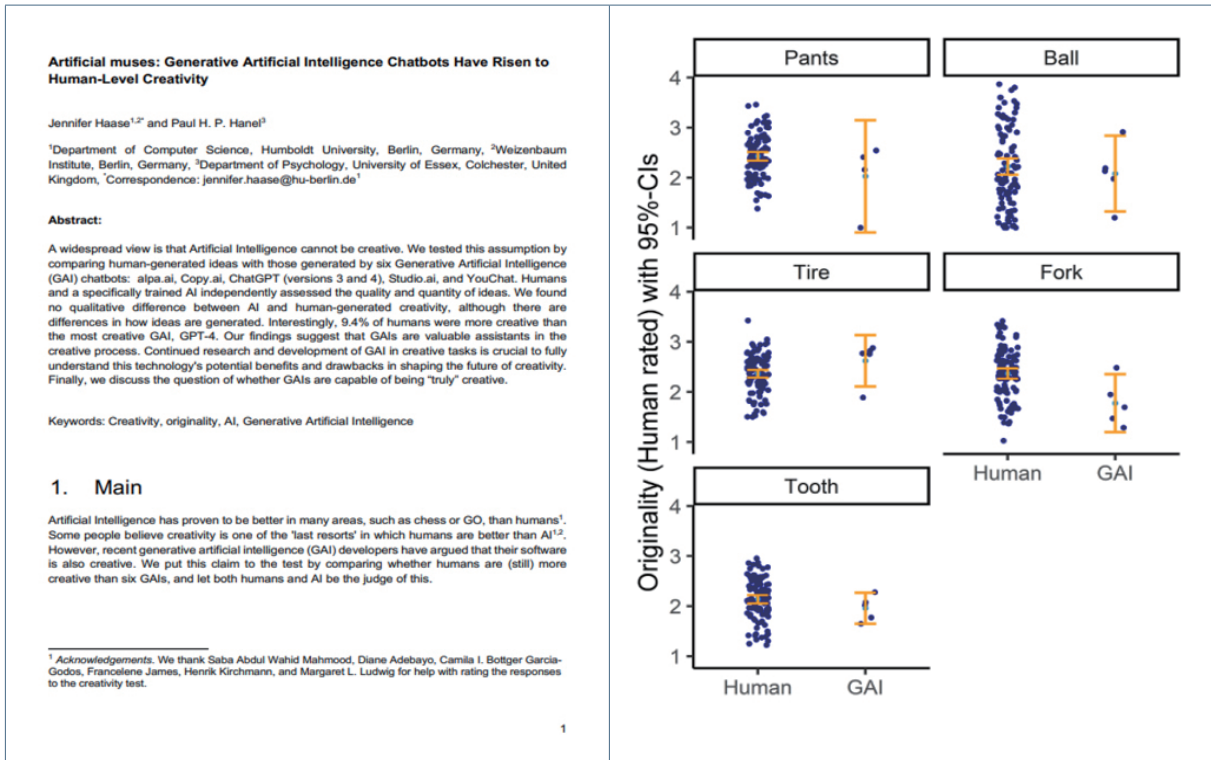 Artificial muses: Generative Artificial Intelligence Chatbots Have Risen to
Human-Level Creativity
Jennifer Haase1,2* and Paul H. P. Hanel3
1Department of Computer Science, Humboldt University, Berlin, Germany, 2Weizenbaum
Institute, Berlin, Germany, 3Department of Psychology, University of Essex, Colchester, United
Kingdom, *Correspondence: jennifer.haase@hu-berlin.de1
Abstract:
A widespread view is that Artificial Intelligence cannot be creative. We tested this assumption by
comparing human-generated ideas with those generated by six Generative Artificial Intelligence
(GAI) chatbots: alpa.ai, Copy.ai, ChatGPT (versions 3 and 4), Studio.ai, and YouChat. Humans
and a specifically trained AI independently assessed the quality and quantity of ideas. We found
no qualitative difference between AI and human-generated creativity, although there are
differences in how ideas are generated. Interestingly, 9.4% of humans were more creative than
the most creative GAI, GPT-4. Our findings suggest that GAIs are valuable assistants in the
creative process. Continued research and development of GAI in creative tasks is crucial to fully
understand this technology's potential benefits and drawbacks in shaping the future of creativity.
Finally, we discuss the question of whether GAIs are capable of being “truly” creative.
Keywords: Creativity, originality, AI, Generative Artificial Intelligence
1. Main
Artificial Intelligence has proven to be better in many areas, such as chess or GO, than humans1.
Some people believe creativity is one of the 'last resorts' in which humans are better than AI1,2.
However, recent generative artificial intelligence (GAI) developers have argued that their software
is also creative. We put this claim to the test by comparing whether humans are (still) more
creative than six GAIs, and let both humans and AI be the judge of this.
1 Acknowledgements. We thank Saba Abdul Wahid Mahmood, Diane Adebayo, Camila I. Bottger Garcia-
Godos, Francelene James, Henrik Kirchmann, and Margaret L. Ludwig for help with rating the responses
to the creativity test.
1
Originality (Human rated) with 95%-CIs
Pants
Ball
4
3
2
1
Tire
Fork
4
3
2
1
Human
GAI
Tooth
4
3
2
1
Human
GAI